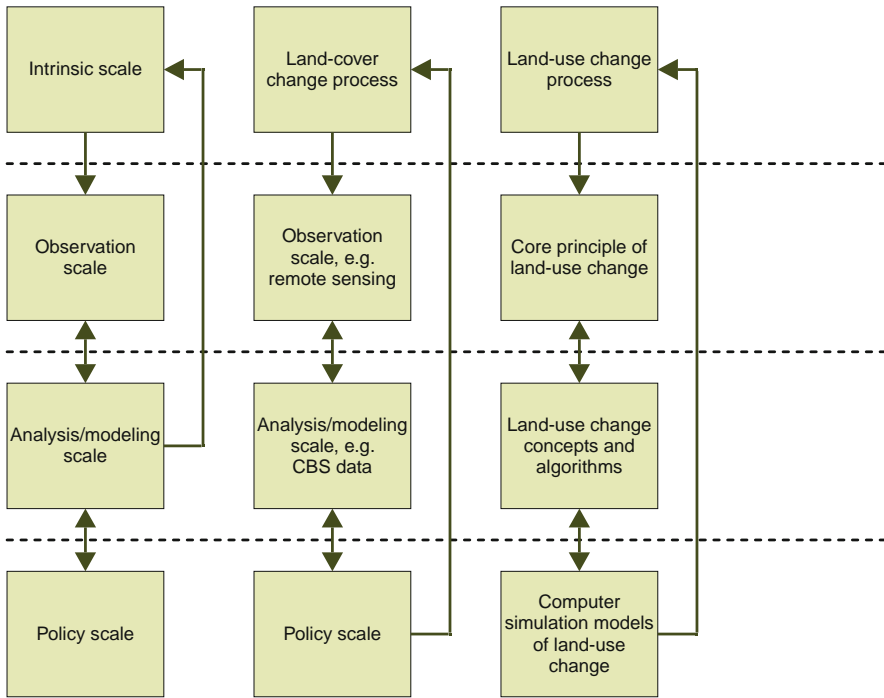 Intrinsic scale
Land-cover
change process
Land-use change
process
Observation
scale
Observation
scale, e.g.
remote sensing
Core principle of
land-use change
Analysis/modeling
scale
Analysis/modeling
scale, e.g.
CBS data
Land-use change
concepts and
algorithms
Policy scale
Policy scale
Computer
simulation models
of land-use
change